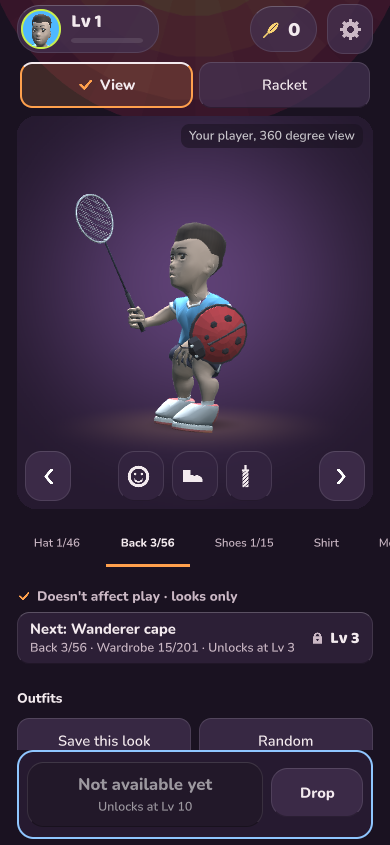 Lv 1
0
View
Racket
Your player, 360 degree view
Hat 1/46
Back 3/56
Shoes 1/15
Shirt
Doesn't affect play · looks only
Next: Wanderer cape
Back 3/56 · Wardrobe 15/201 · Unlocks at Lv 3
Lv 3
Outfits
Save this look
Random
Not available yet
Unlocks at Lv 10
Drop